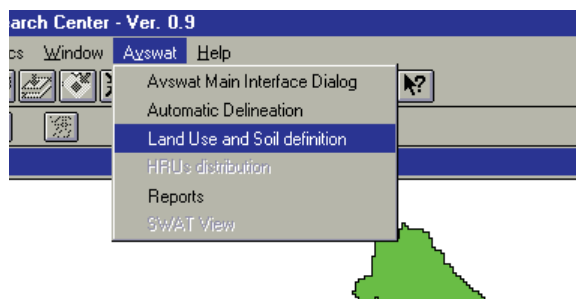 arch Center - Ver. 0.9
cs Window Avswat Help
Avswat Main Interface Dialog
Automatic Delineation
Land Use and Soil definition
HRUs distribution
Reports
SWAT View